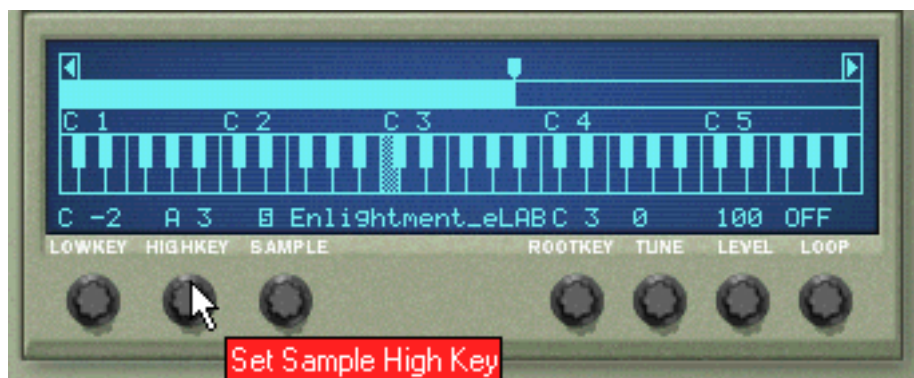 C 1 C 2 C 3 C 4 C 5
C -2 A 3 S Enlightment_eLAB C 3 0 100 OFF
LOWKEY HIGHKEY SAMPLE ROOTKEY TUNE LEVEL LOOP
Set Sample High Key